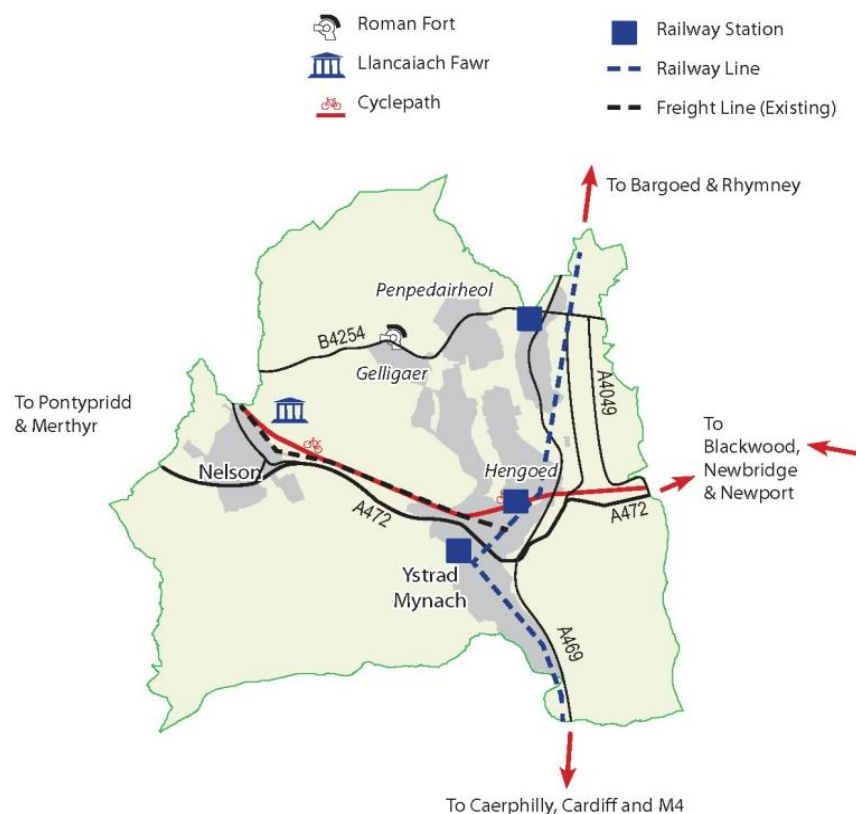 Roman Fort
Llancaiach Fawr
Cyclepath
Railway Station
Railway Line
Freight Line (Existing)
To Bargoed & Rhymney
Penpedairheol
B4254
Gelligaer
A4049
To Pontypridd
& Merthyr
To
Blackwood,
Newbridge
& Newport
Nelson
Hengoed
A472
A472
Ystrad
Mynach
A469
To Caerphilly, Cardiff and M4